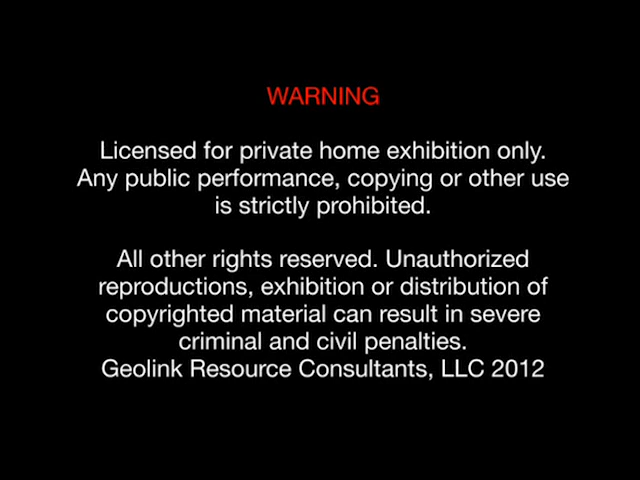 WARNING
Licensed for private home exhibition only.
Any public performance, copying or other use
is strictly prohibited.
All other rights reserved. Unauthorized
reproductions, exhibition or distribution of
copyrighted material can result in severe
criminal and civil penalties.
Geolink Resource Consultants, LLC 2012